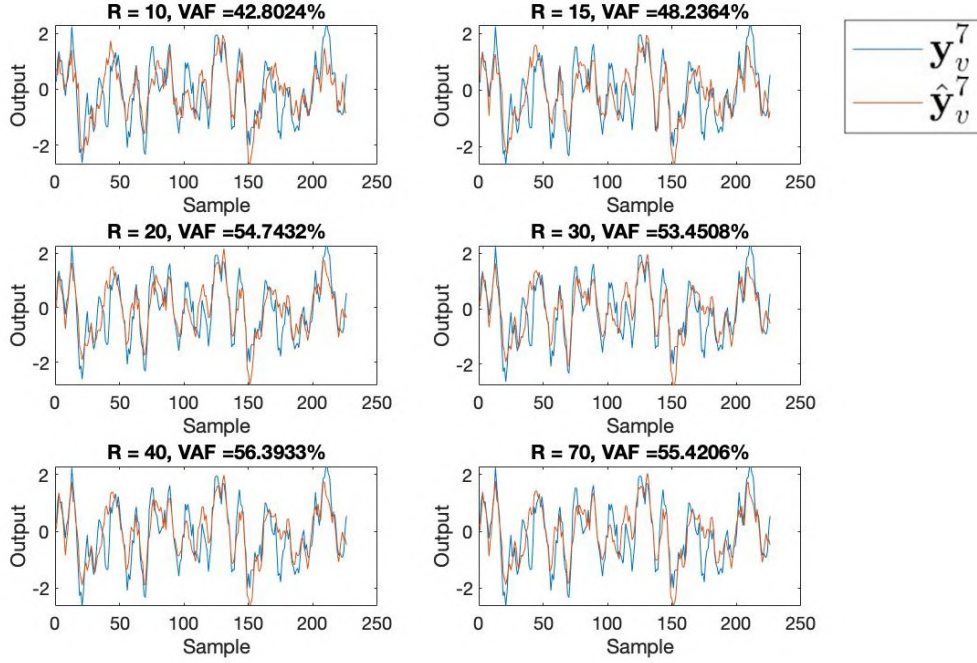 R = 10, VAF =42.8024%
2
0
-2
Output
0 50 100 150 200 250
Sample
R = 15, VAF =48.2364%
2
0
-2
Output
0 50 100 150 200 250
Sample
y_v^7
ŷ_v^7
R = 20, VAF =54.7432%
2
0
-2
Output
0 50 100 150 200 250
Sample
R = 30, VAF =53.4508%
2
0
-2
Output
0 50 100 150 200 250
Sample
R = 40, VAF =56.3933%
2
0
-2
Output
0 50 100 150 200 250
Sample
R = 70, VAF =55.4206%
2
0
-2
Output
0 50 100 150 200 250
Sample